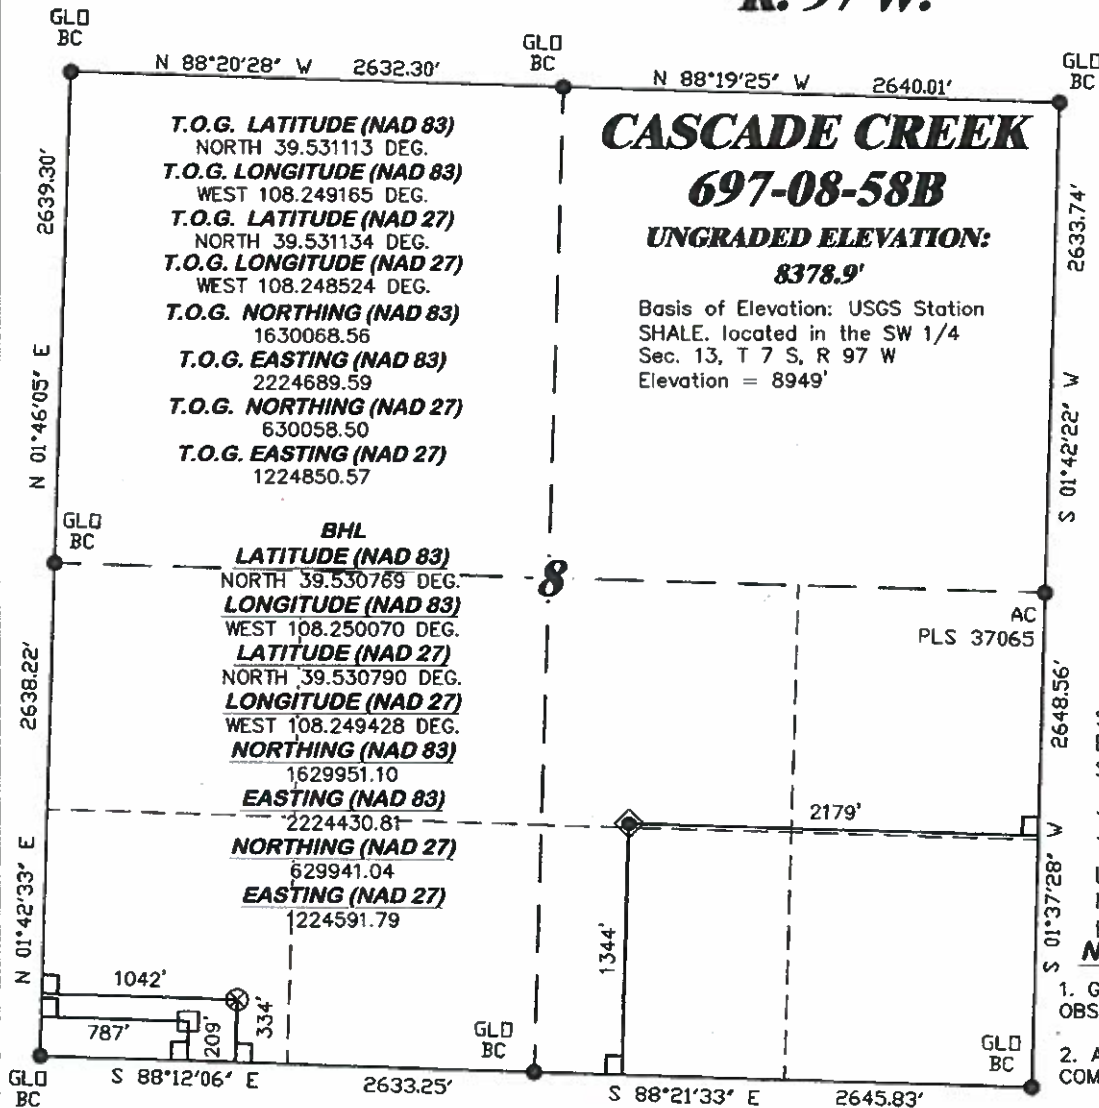 R. 97 W.
GLO
BC
GLO
BC
GLO
BC
N 88°20'28" W 2632.30'
N 88°19'25" W 2640.01'
T.O.G. LATITUDE (NAD 83)
NORTH 39.531113 DEG.
T.O.G. LONGITUDE (NAD 83)
WEST 108.249165 DEG.
T.O.G. LATITUDE (NAD 27)
NORTH 39.531134 DEG.
T.O.G. LONGITUDE (NAD 27)
WEST 108.248524 DEG.
T.O.G. NORTHING (NAD 83)
1630068.56
T.O.G. EASTING (NAD 83)
2224689.59
T.O.G. NORTHING (NAD 27)
630058.50
T.O.G. EASTING (NAD 27)
1224850.57
CASCADE CREEK
697-08-58B
UNGRADED ELEVATION:
8378.9'
Basis of Elevation: USGS Station
SHALE. located in the SW 1/4
Sec. 13, T 7 S, R 97 W
Elevation = 8949'
2639.30'
N 01°46'05" E
2633.74'
S 01°42'22" W
GLO
BC
BHL
LATITUDE (NAD 83)
NORTH 39.530769 DEG.
LONGITUDE (NAD 83)
WEST 108.250070 DEG.
LATITUDE (NAD 27)
NORTH 39.530790 DEG.
LONGITUDE (NAD 27)
WEST 108.249428 DEG.
NORTHING (NAD 83)
1629951.10
EASTING (NAD 83)
2224430.81
NORTHING (NAD 27)
629941.04
EASTING (NAD 27)
1224591.79
8
AC
PLS 37065
2638.22'
N 01°42'33" E
2648.56'
S 01°37'28" W
2179'
1344'
1042'
334'
787'
209'
N
1. G
OBS
2. A
COM
GLO
BC
GLO
BC
GLO
BC
S 88°12'06" E 2633.25'
S 88°21'33" E 2645.83'